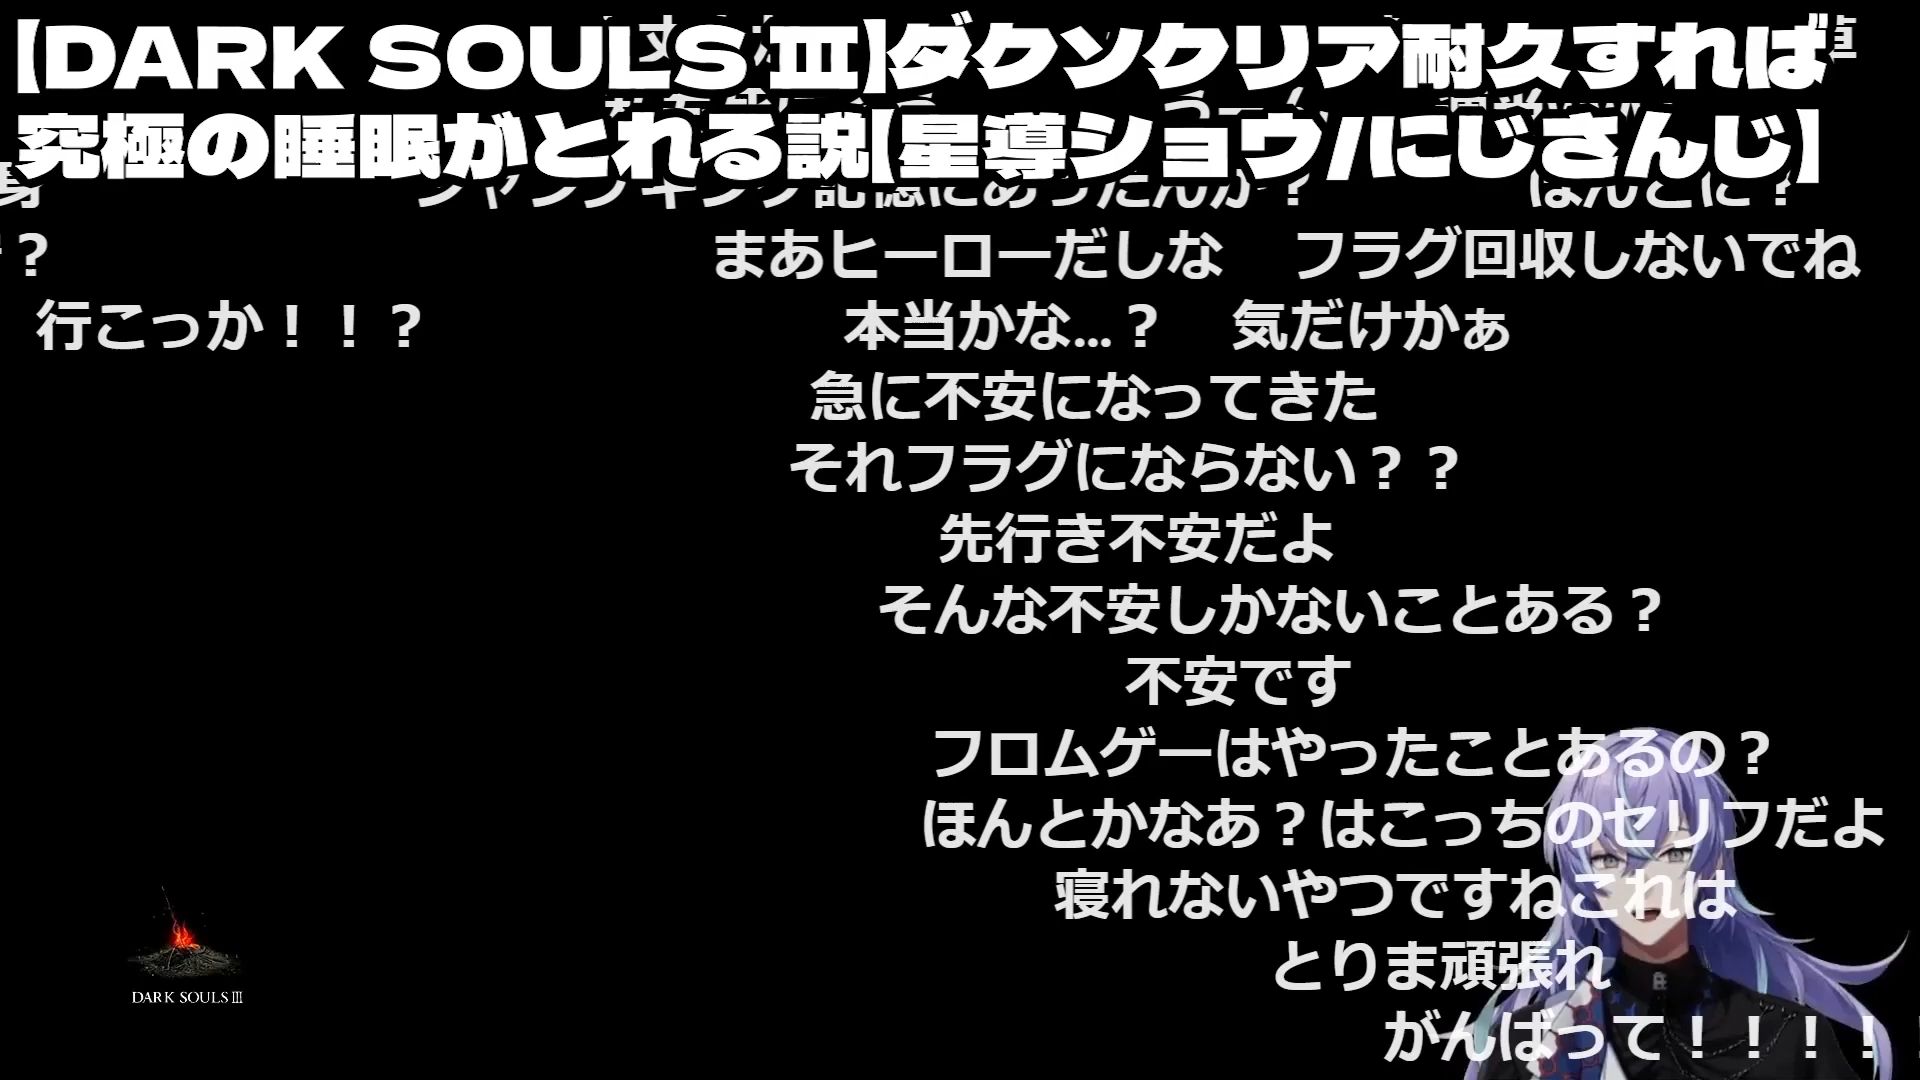 【DARK SOULS Ⅲ】ダクソクリア耐久すれば
究極の睡眠がとれる説【星導ショウ/にじさんじ】
ほんとに？
？
まあヒーローだしな
フラグ回収しないでね
行こっか！！？
本当かな...？
気だけかぁ
急に不安になってきた
それフラグにならない？？
先行き不安だよ
そんな不安しかないことある？
不安です
フロムゲーはやったことあるの？
ほんとかなあ？はこっちのセリフだよ
寝れないやつですねこれは
とりま頑張れ
がんばって！！！！
DARK SOULS Ⅲ